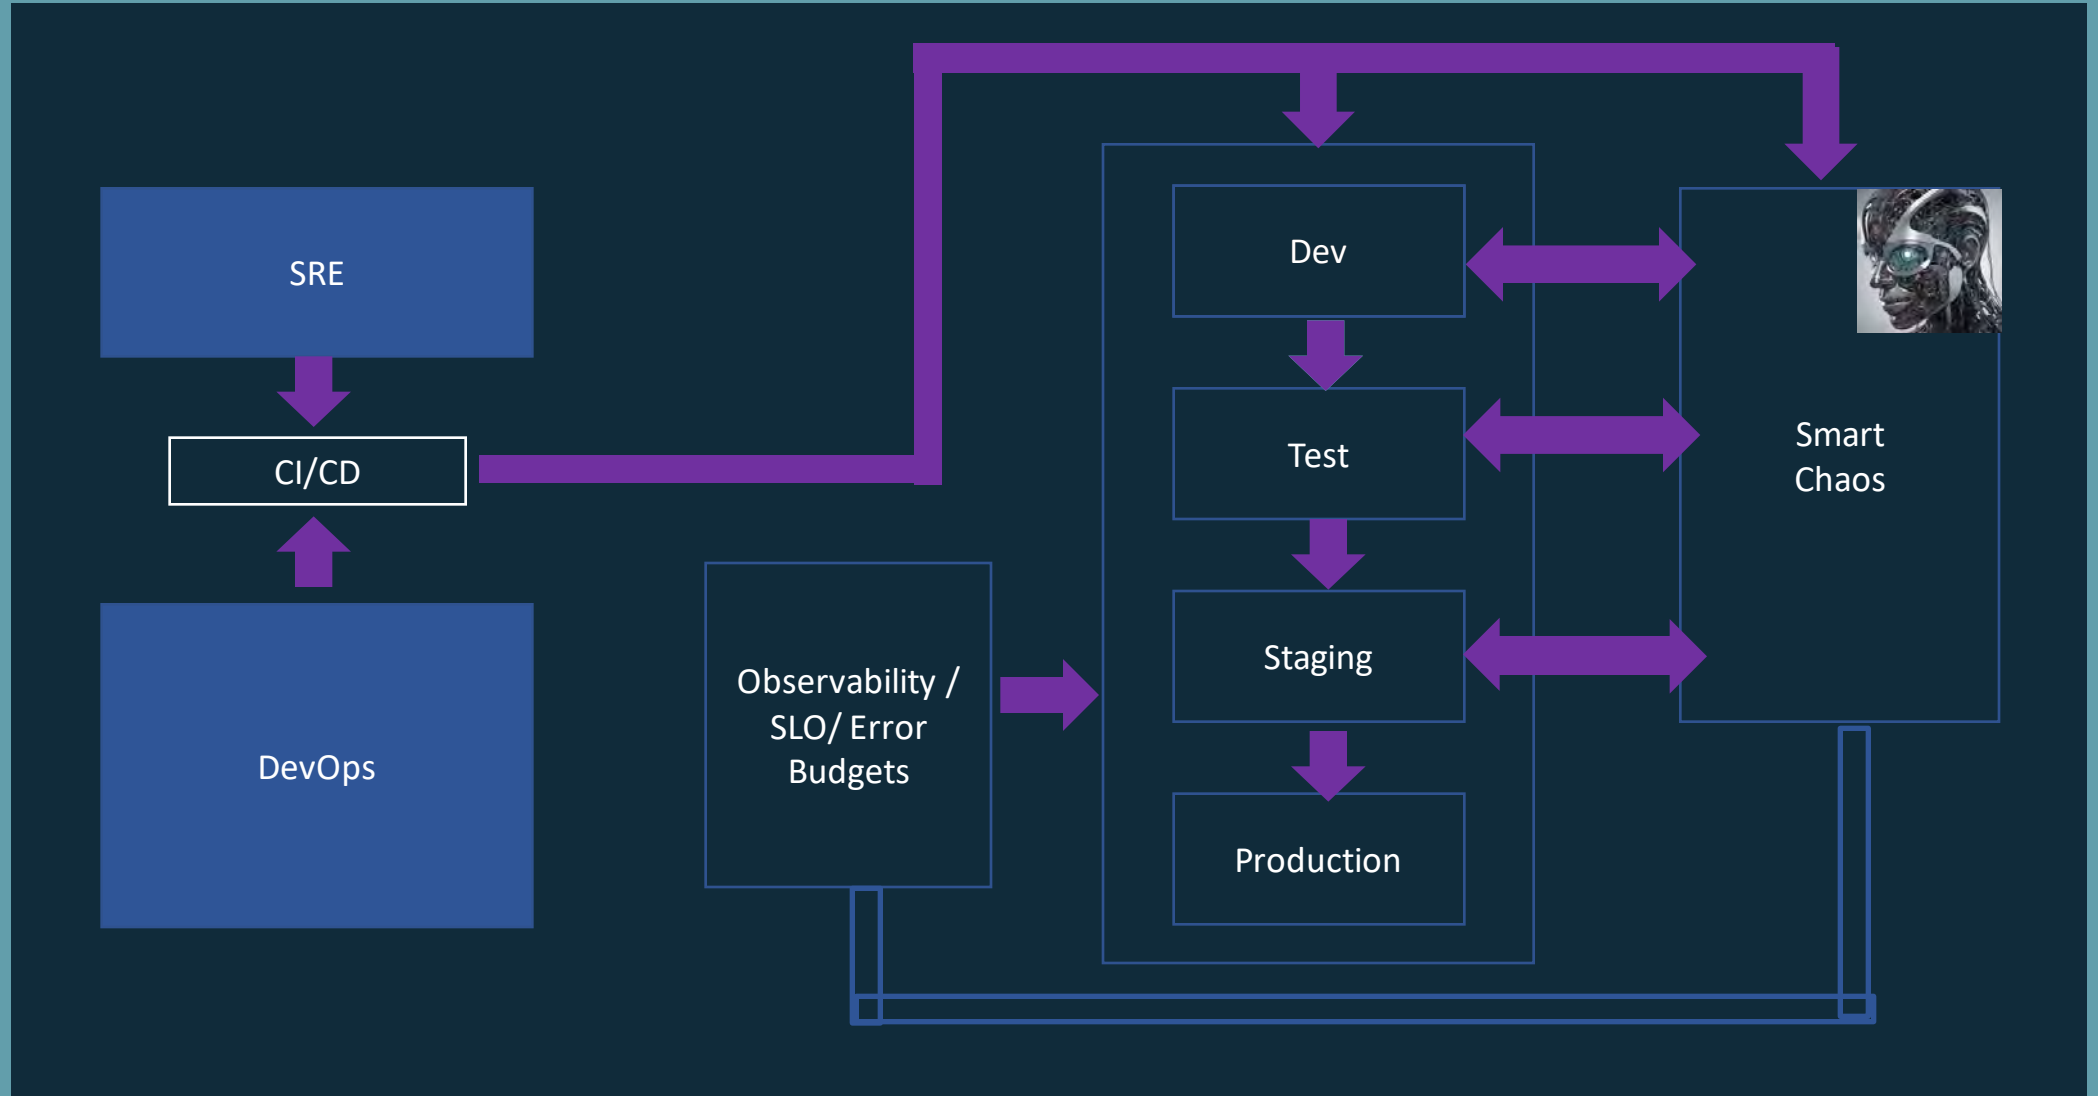 SRE
CI/CD
DevOps
Observability /
SLO/ Error
Budgets
Dev
Test
Staging
Production
Smart
Chaos